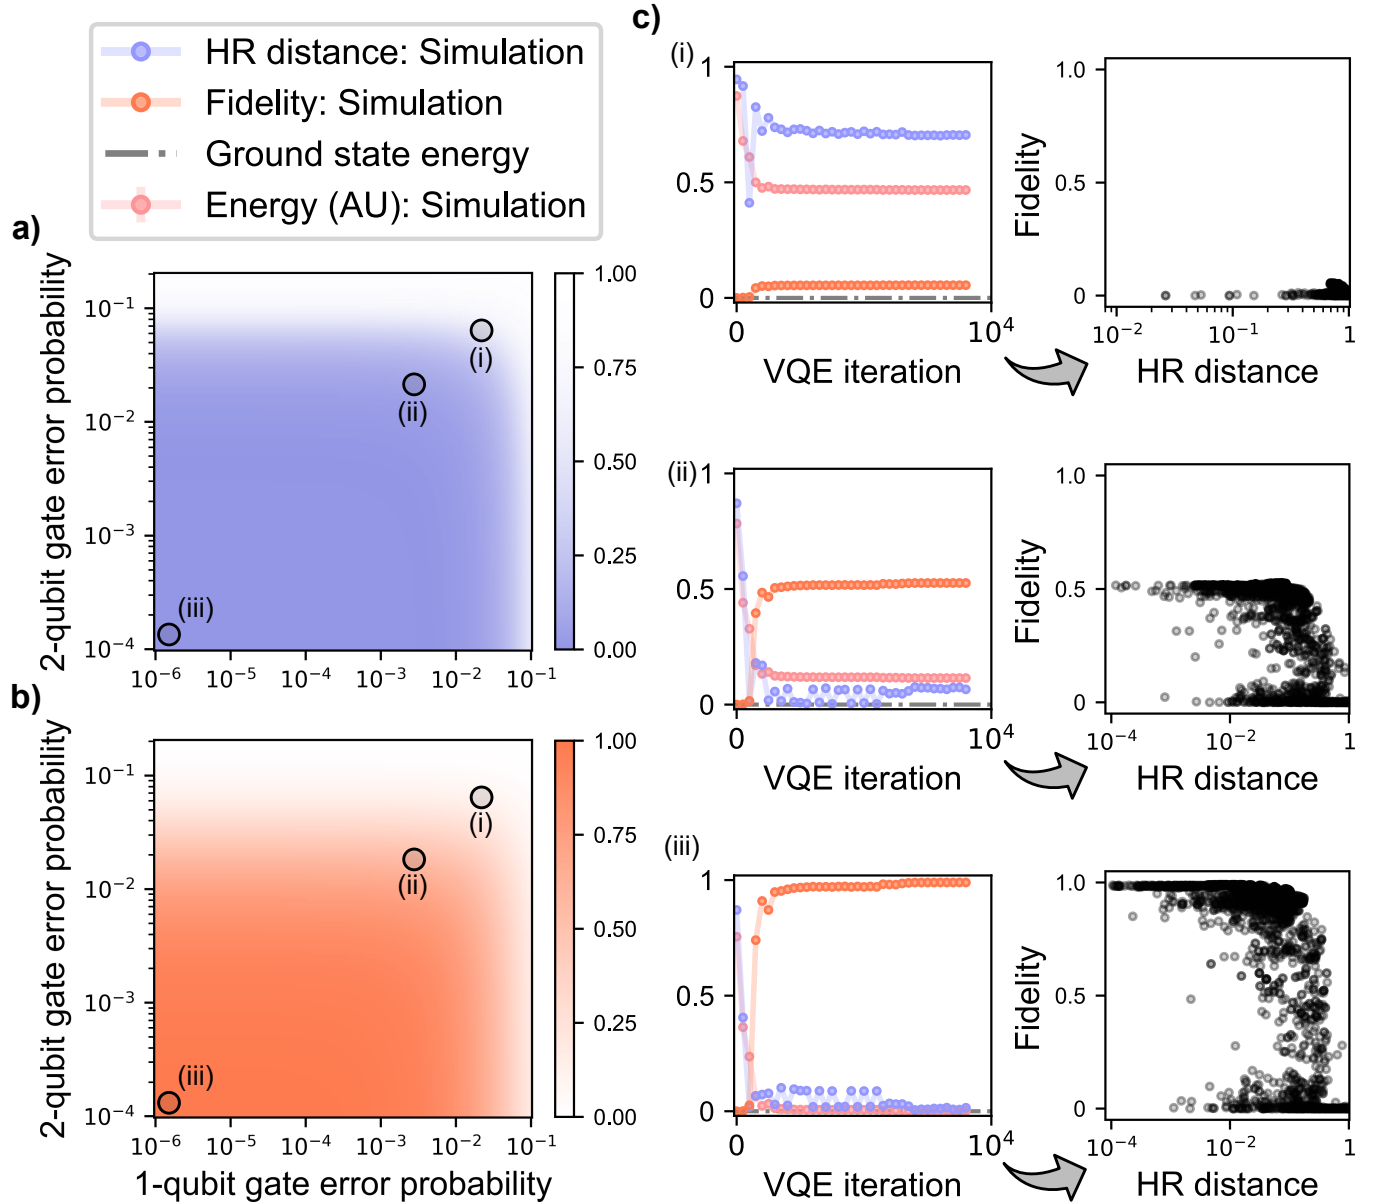 HR distance: Simulation
Fidelity: Simulation
Ground state energy
Energy (AU): Simulation
a)
2-qubit gate error probability
10⁻¹
10⁻²
10⁻³
10⁻⁴
10⁻⁶ 10⁻⁵ 10⁻⁴ 10⁻³ 10⁻² 10⁻¹
(i)
(ii)
(iii)
1.00
0.75
0.50
0.25
0.00
b)
2-qubit gate error probability
10⁻¹
10⁻²
10⁻³
10⁻⁴
10⁻⁶ 10⁻⁵ 10⁻⁴ 10⁻³ 10⁻² 10⁻¹
1-qubit gate error probability
(i)
(ii)
(iii)
1.00
0.75
0.50
0.25
0.00
c)
(i)
1
0.5
0
0 10⁴
VQE iteration
Fidelity
1.0
0.5
0
10⁻² 10⁻¹ 1
HR distance
(ii)
1
0.5
0
0 10⁴
VQE iteration
Fidelity
1.0
0.5
0
10⁻⁴ 10⁻² 1
HR distance
(iii)
1
0.5
0
0 10⁴
VQE iteration
Fidelity
1.0
0.5
0
10⁻⁴ 10⁻² 1
HR distance